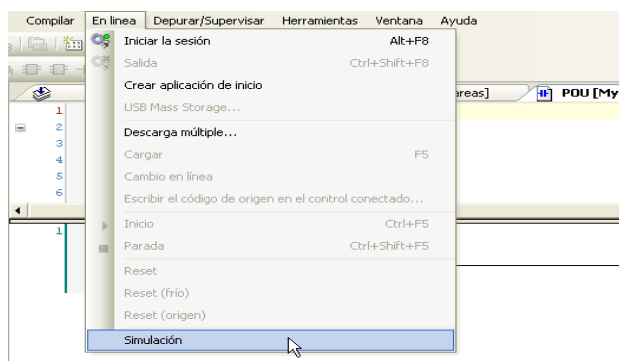 Compilar En linea Depurar/Supervisar Herramientas Ventana Ayuda
Iniciar la sesión Alt+F8
Salida Ctrl+Shift+F8
Crear aplicación de inicio
areas] POU [My
USB Mass Storage...
1
2
Descarga múltiple...
3
Cargar F5
4
Cambio en línea
5
Escribir el código de origen en el control conectado...
6
Inicio Ctrl+F5
1
Parada Ctrl+Shift+F5
Reset
Reset (frío)
Reset (origen)
Simulación